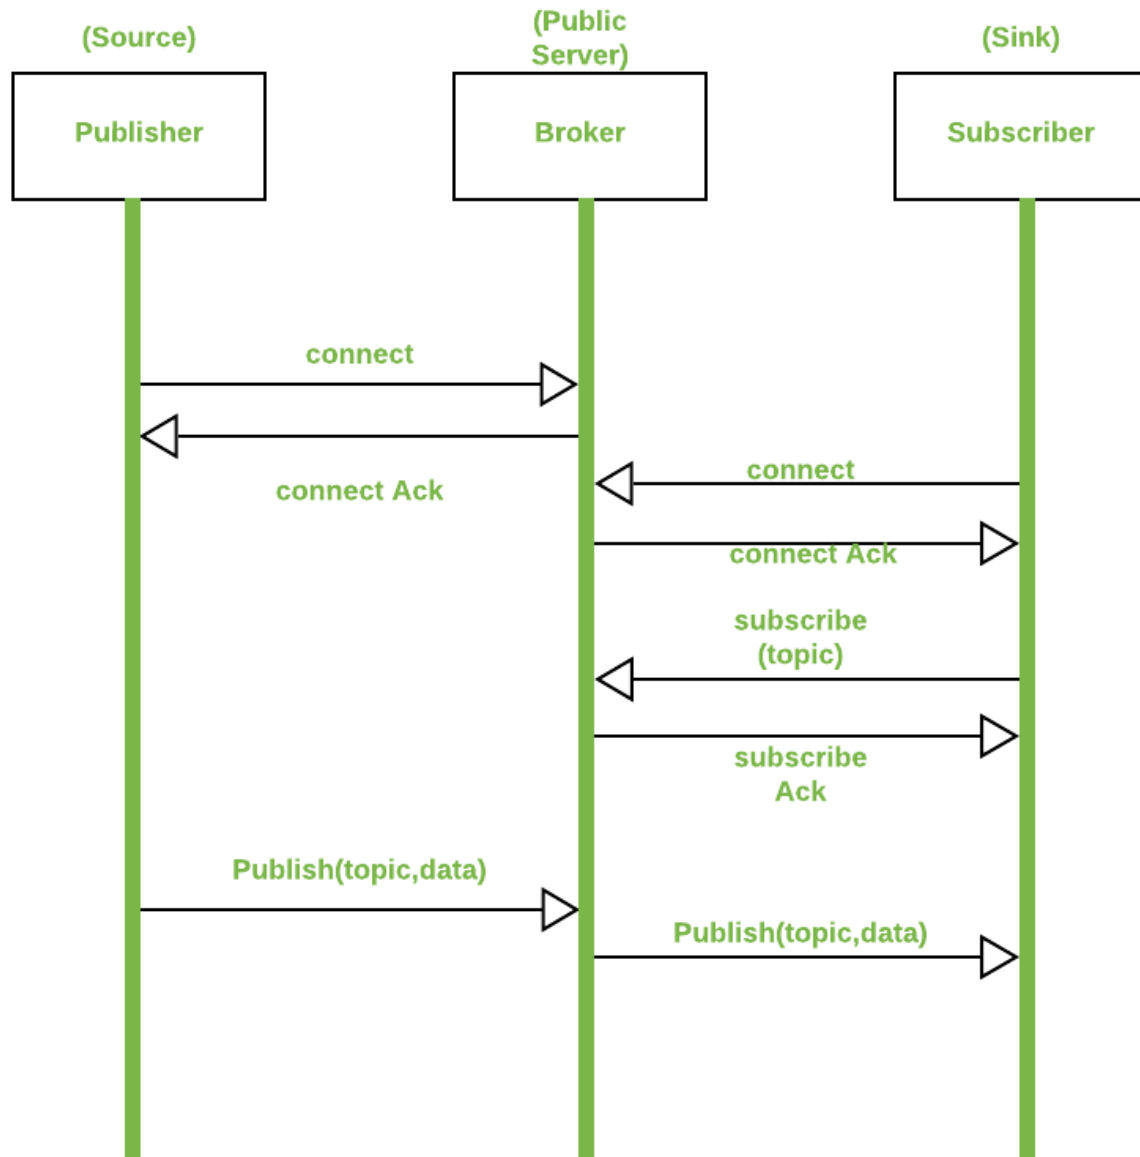 (Source)
(Public
Server)
(Sink)
Publisher
Broker
Subscriber
connect
connect Ack
connect
connect Ack
subscribe
(topic)
subscribe
Ack
Publish(topic,data)
Publish(topic,data)